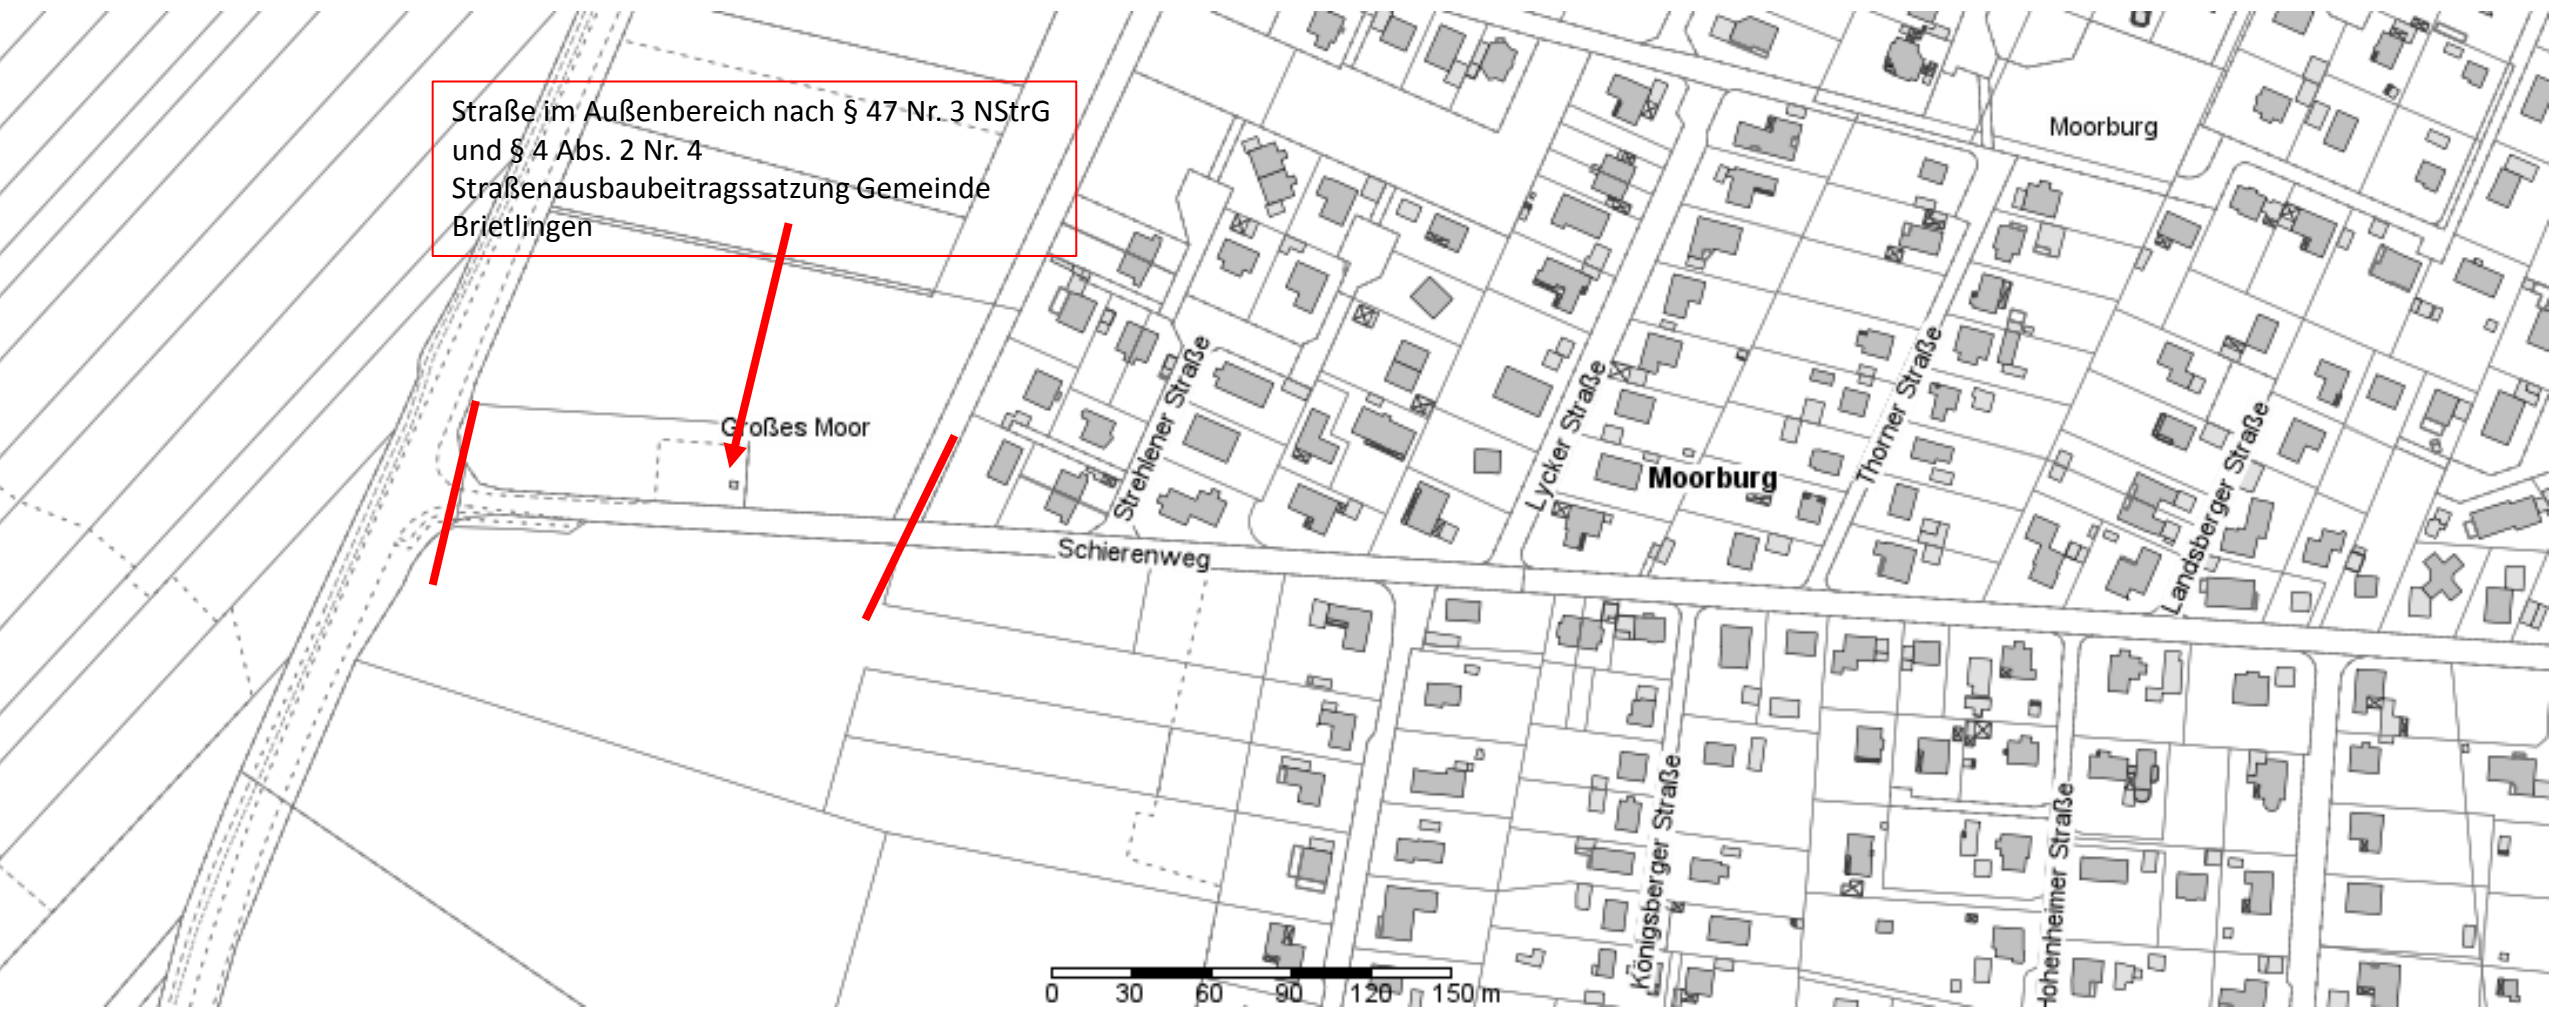 Straße im Außenbereich nach § 47 Nr. 3 NStrG
und § 4 Abs. 2 Nr. 4
Straßenausbaubeitragssatzung Gemeinde
Brietlingen
Moorburg
Großes Moor
Strehlener Straße
Lycker Straße
Moorburg
Thorner Straße
Landsberger Straße
Schierenweg
Königsberger Straße
Hohenheimer Straße
0 30 60 90 120 150 m